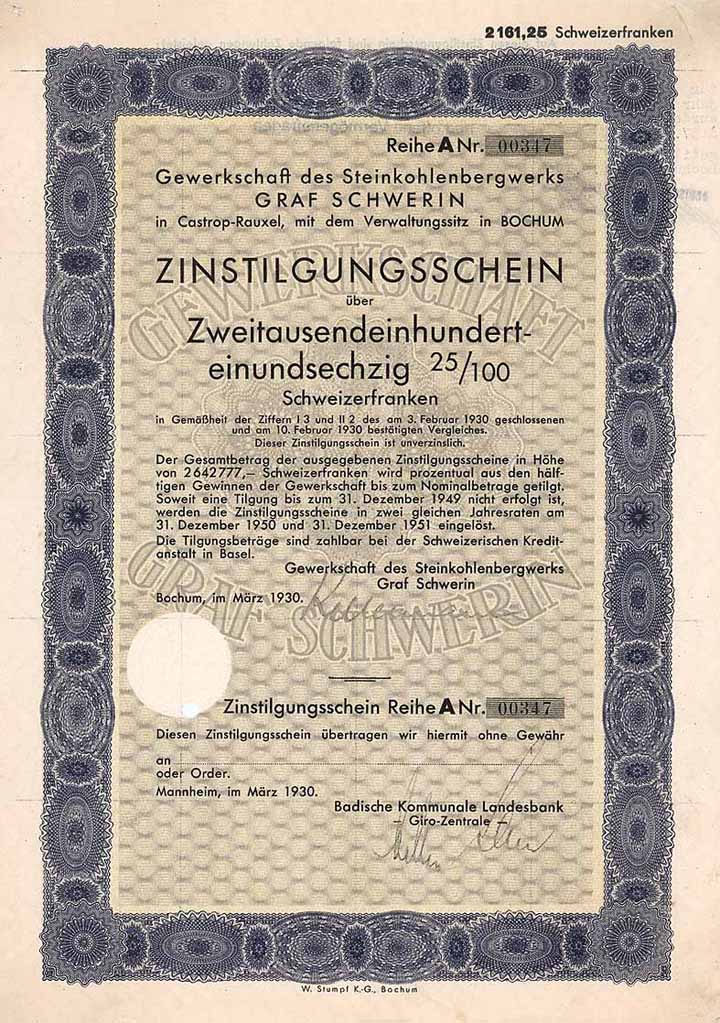 2161,25 Schweizerfranken
Reihe A Nr. 00347
Gewerkschaft des Steinkohlenbergwerks
GRAF SCHWERIN
in Castrop-Rauxel, mit dem Verwaltungssitz in BOCHUM
ZINSTILGUNGSSCHEIN
über
Zweitausendeinhundert-
einundsechzig 25/100
Schweizerfranken
in Gemäßheit der Ziffern I 3 und II 2 des am 3. Februar 1930 geschlossenen
und am 10. Februar 1930 bestätigten Vergleiches.
Dieser Zinstilgungsschein ist unverzinslich.
Der Gesamtbetrag der ausgegebenen Zinstilgungsscheine in Höhe
von 2642777,– Schweizerfranken wird prozentual aus den hälf-
tigen Gewinnen der Gewerkschaft bis zum Nominalbetrage getilgt.
Soweit eine Tilgung bis zum 31. Dezember 1949 nicht erfolgt ist,
werden die Zinstilgungsscheine in zwei gleichen Jahresraten am
31. Dezember 1950 und 31. Dezember 1951 eingelöst.
Die Tilgungsbeträge sind zahlbar bei der Schweizerischen Kredit-
anstalt in Basel.
Gewerkschaft des Steinkohlenbergwerks
Graf Schwerin
Bochum, im März 1930.
GEWERKSCHAFT
GRAF SCHWERIN
Zinstilgungsschein Reihe A Nr. 00347
Diesen Zinstilgungsschein übertragen wir hiermit ohne Gewähr
an
oder Order.
Mannheim, im März 1930.
Badische Kommunale Landesbank
– Giro-Zentrale –
W. Stumpf K.-G., Bochum